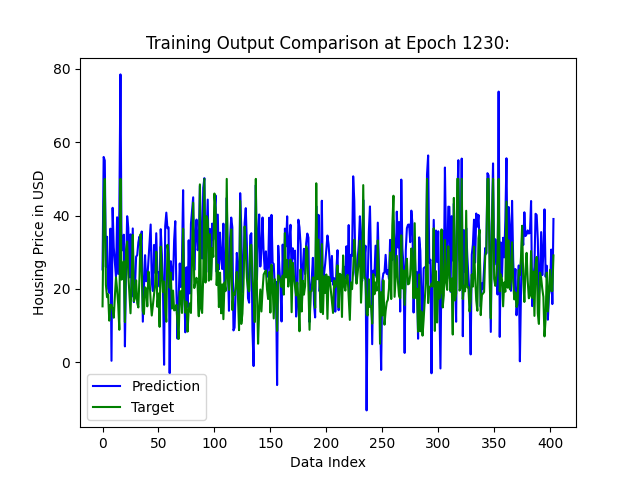 Training Output Comparison at Epoch 1230:
80
60
40
20
0
Housing Price in USD
Prediction
Target
0 50 100 150 200 250 300 350 400
Data Index